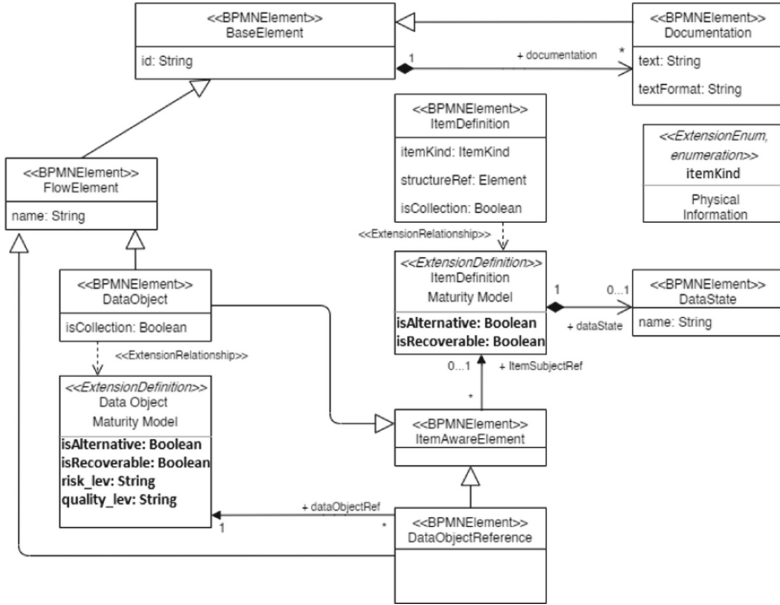 <<BPMNElement>>
BaseElement
id: String
<<BPMNElement>>
Documentation
text: String
textFormat: String
1
+ documentation
*
<<BPMNElement>>
ItemDefinition
itemKind: ItemKind
structureRef: Element
isCollection: Boolean
<<ExtensionEnum,
enumeration>>
itemKind
Physical
Information
<<BPMNElement>>
FlowElement
name: String
<<ExtensionRelationship>>
<<BPMNElement>>
DataObject
isCollection: Boolean
<<ExtensionDefinition>>
ItemDefinition
Maturity Model
isAlternative: Boolean
isRecoverable: Boolean
1
0...1
+ dataState
<<BPMNElement>>
DataState
name: String
<<ExtensionRelationship>>
0...1
+ ItemSubjectRef
*
<<ExtensionDefinition>>
Data Object
Maturity Model
isAlternative: Boolean
isRecoverable: Boolean
risk_lev: String
quality_lev: String
<<BPMNElement>>
ItemAwareElement
+ dataObjectRef
1
*
<<BPMNElement>>
DataObjectReference